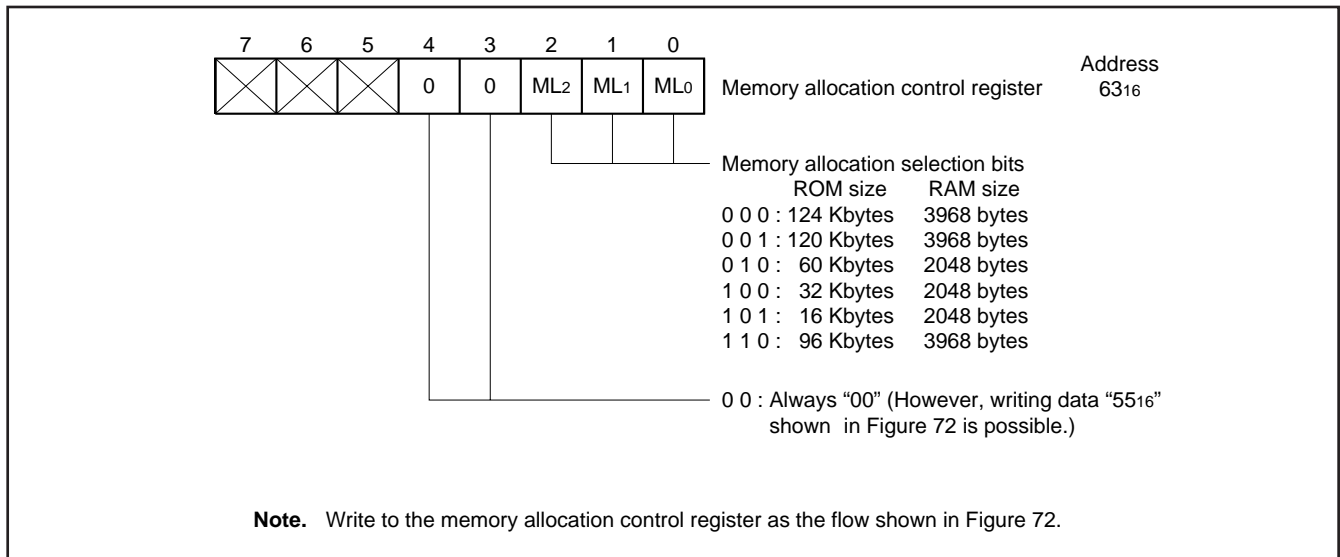 7 6 5 4 3 2 1 0
Address
0 0 ML2 ML1 ML0 Memory allocation control register 6316
Memory allocation selection bits
ROM size RAM size
0 0 0 : 124 Kbytes 3968 bytes
0 0 1 : 120 Kbytes 3968 bytes
0 1 0 : 60 Kbytes 2048 bytes
1 0 0 : 32 Kbytes 2048 bytes
1 0 1 : 16 Kbytes 2048 bytes
1 1 0 : 96 Kbytes 3968 bytes
0 0 : Always “00” (However, writing data “5516”
shown in Figure 72 is possible.)
Note. Write to the memory allocation control register as the flow shown in Figure 72.